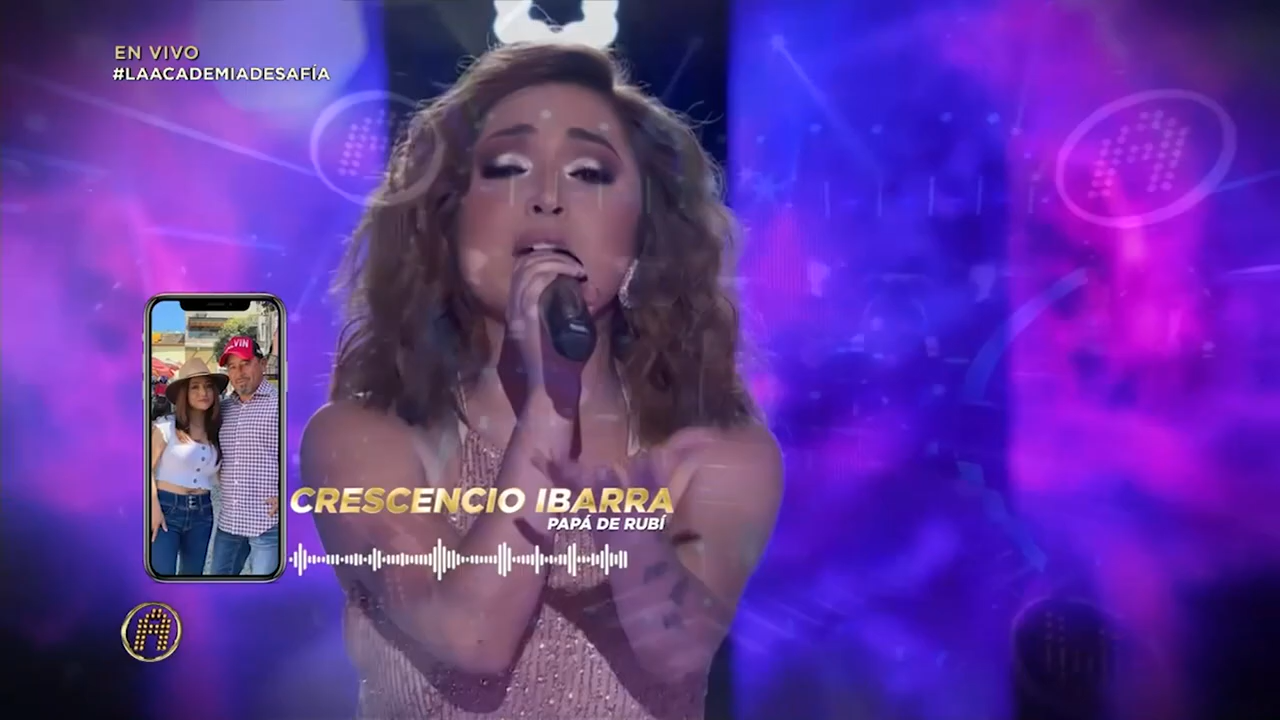 EN VIVO
#LAACADEMIADESAFÍA
CRESCENCIO IBARRA
PAPÁ DE RUBÍ
A